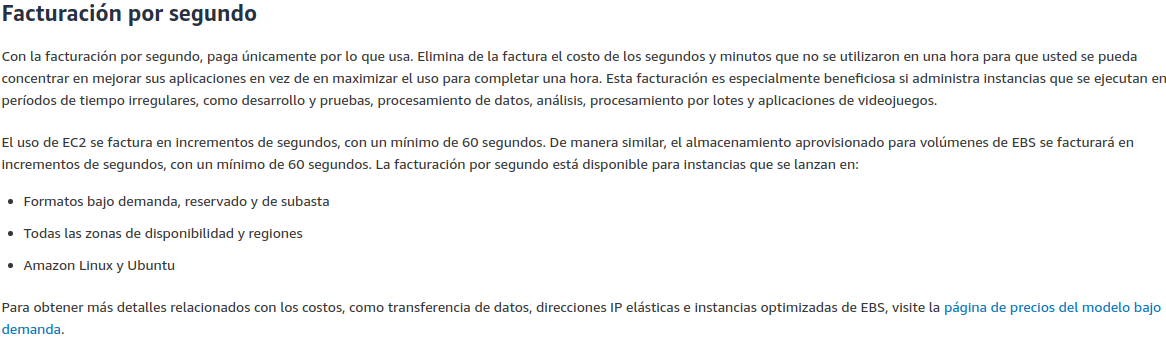 Facturación por segundo
Con la facturación por segundo, paga únicamente por lo que usa. Elimina de la factura el costo de los segundos y minutos que no se utilizaron en una hora para que usted se pueda
concentrar en mejorar sus aplicaciones en vez de en maximizar el uso para completar una hora. Esta facturación es especialmente beneficiosa si administra instancias que se ejecutan en
períodos de tiempo irregulares, como desarrollo y pruebas, procesamiento de datos, análisis, procesamiento por lotes y aplicaciones de videojuegos.
El uso de EC2 se factura en incrementos de segundos, con un mínimo de 60 segundos. De manera similar, el almacenamiento aprovisionado para volúmenes de EBS se facturará en
incrementos de segundos, con un mínimo de 60 segundos. La facturación por segundo está disponible para instancias que se lanzan en:
• Formatos bajo demanda, reservado y de subasta
• Todas las zonas de disponibilidad y regiones
• Amazon Linux y Ubuntu
Para obtener más detalles relacionados con los costos, como transferencia de datos, direcciones IP elásticas e instancias optimizadas de EBS, visite la página de precios del modelo bajo
demanda.